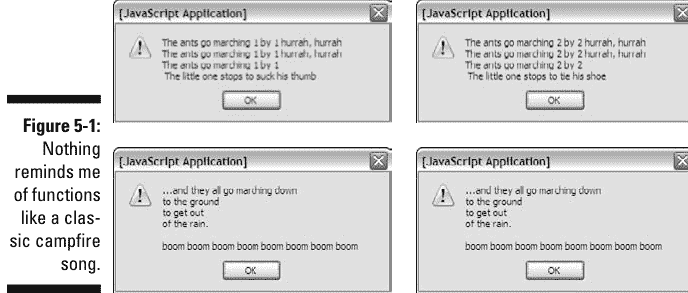 Figure 5-1:
Nothing
reminds me
of functions
like a clas-
sic campfire
song.
[JavaScript Application]
The ants go marching 1 by 1 hurrah, hurrah
The ants go marching 1 by 1 hurrah, hurrah
The ants go marching 1 by 1
The little one stops to suck his thumb
OK
[JavaScript Application]
The ants go marching 2 by 2 hurrah, hurrah
The ants go marching 2 by 2 hurrah, hurrah
The ants go marching 2 by 2
The little one stops to tie his shoe
OK
[JavaScript Application]
...and they all go marching down
to the ground
to get out
of the rain.
boom boom boom boom boom boom boom boom
OK
[JavaScript Application]
...and they all go marching down
to the ground
to get out
of the rain.
boom boom boom boom boom boom boom boom
OK